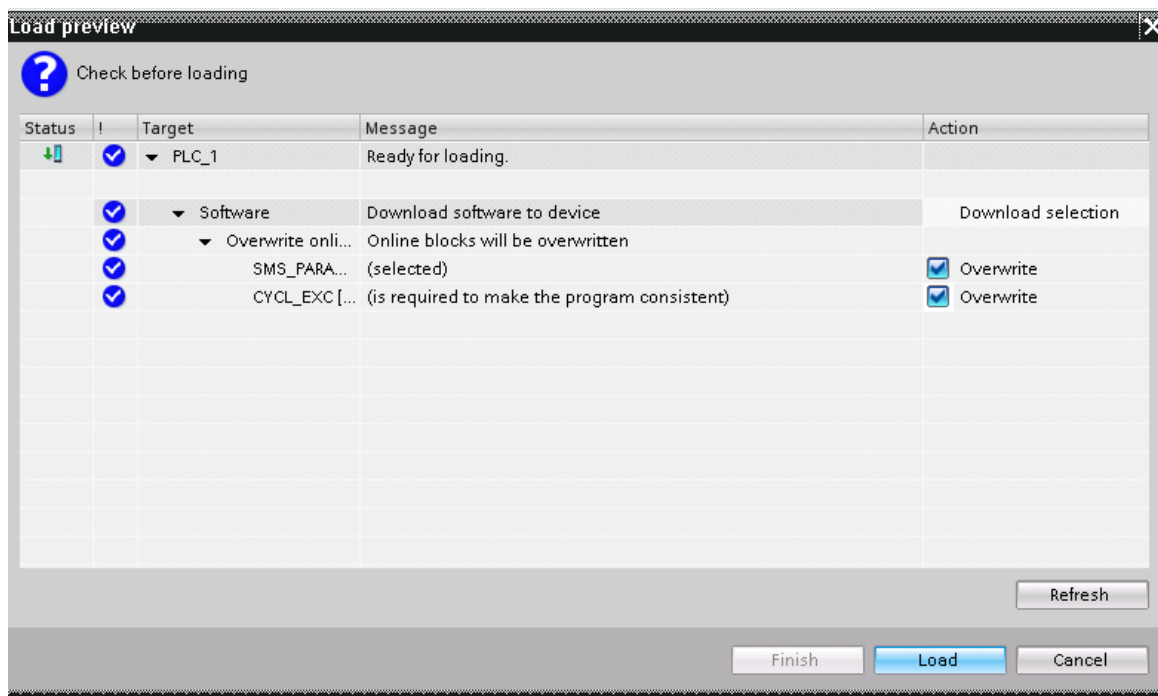 Load preview
Check before loading
Status ! Target Message Action
PLC_1 Ready for loading.
Software Download software to device Download selection
Overwrite onli... Online blocks will be overwritten
SMS_PARA... (selected) Overwrite
CYCL_EXC [... (is required to make the program consistent) Overwrite
Refresh
Finish Load Cancel